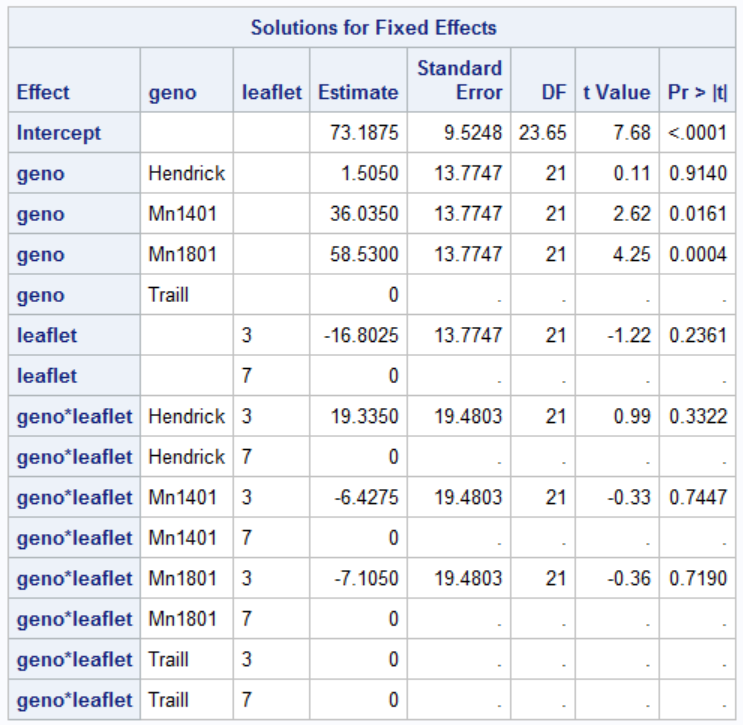 Solutions for Fixed Effects
Effect geno leaflet Estimate Standard Error DF t Value Pr > |t|
Intercept 73.1875 9.5248 23.65 7.68 <.0001
geno Hendrick 1.5050 13.7747 21 0.11 0.9140
geno Mn1401 36.0350 13.7747 21 2.62 0.0161
geno Mn1801 58.5300 13.7747 21 4.25 0.0004
geno Traill 0 . . . .
leaflet 3 -16.8025 13.7747 21 -1.22 0.2361
leaflet 7 0 . . . .
geno*leaflet Hendrick 3 19.3350 19.4803 21 0.99 0.3322
geno*leaflet Hendrick 7 0 . . . .
geno*leaflet Mn1401 3 -6.4275 19.4803 21 -0.33 0.7447
geno*leaflet Mn1401 7 0 . . . .
geno*leaflet Mn1801 3 -7.1050 19.4803 21 -0.36 0.7190
geno*leaflet Mn1801 7 0 . . . .
geno*leaflet Traill 3 0 . . . .
geno*leaflet Traill 7 0 . . . .